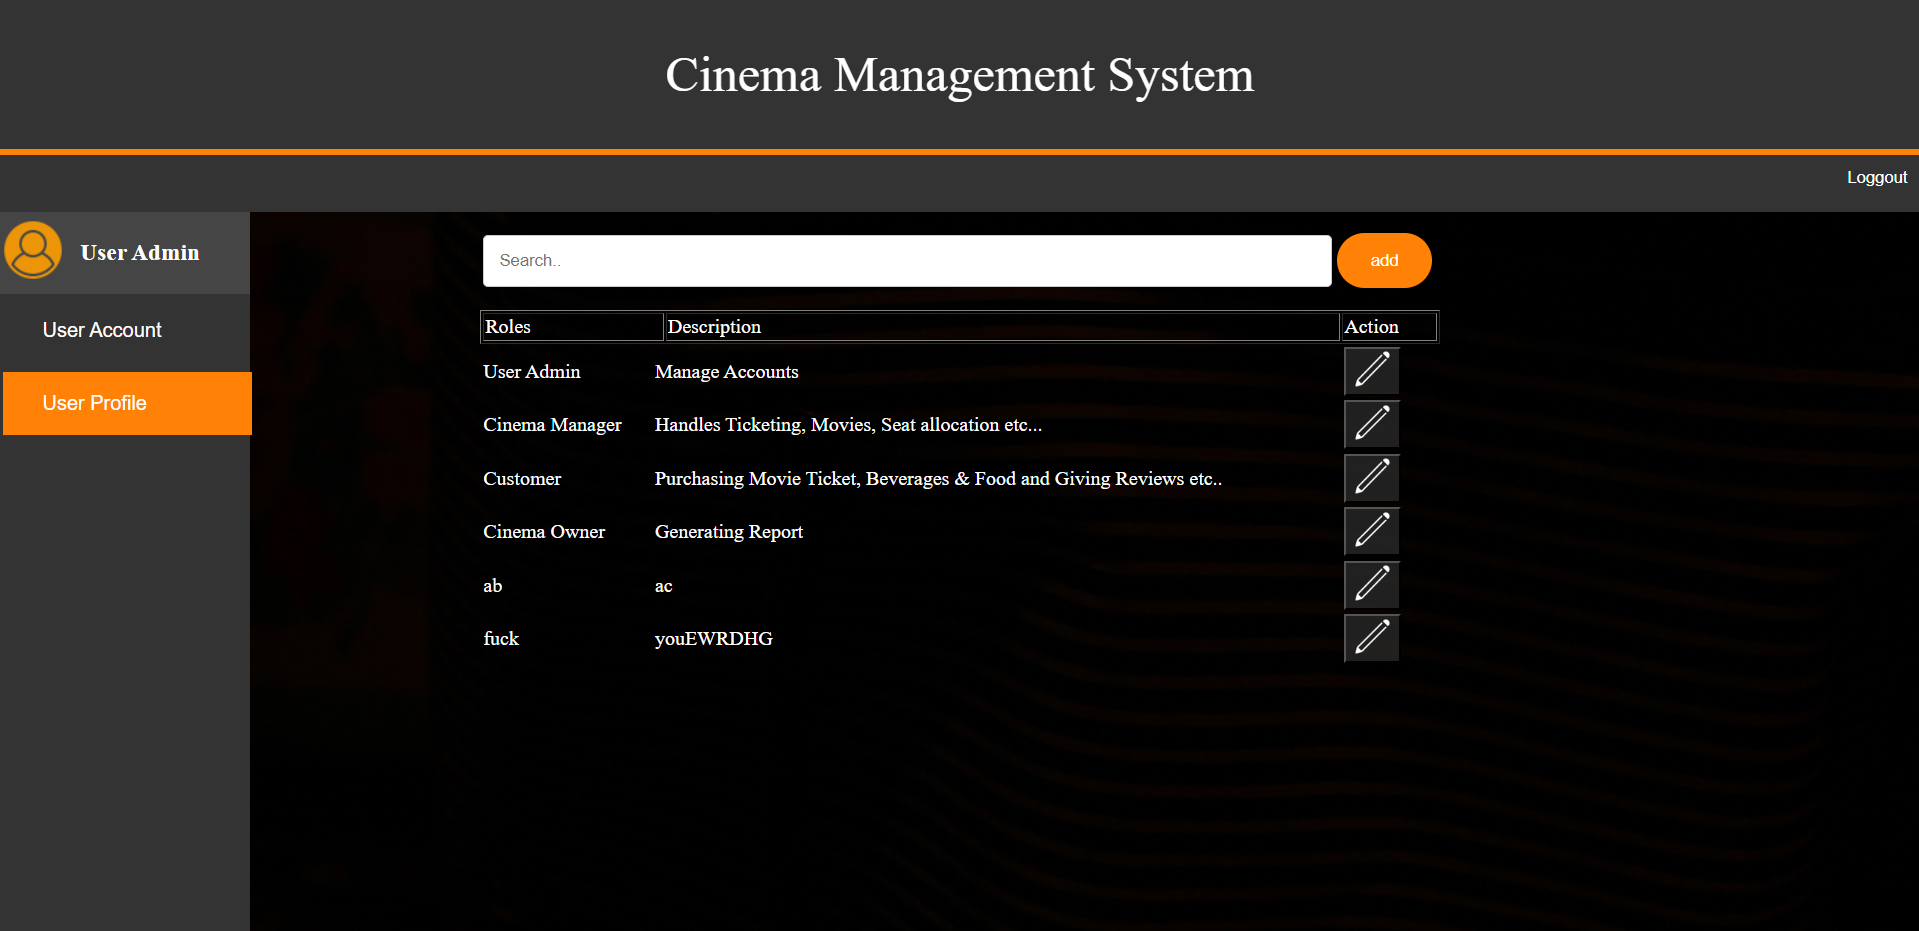 Cinema Management System
Loggout
User Admin
User Account
User Profile
Search..
add
Roles Description Action
User Admin Manage Accounts
Cinema Manager Handles Ticketing, Movies, Seat allocation etc...
Customer Purchasing Movie Ticket, Beverages & Food and Giving Reviews etc..
Cinema Owner Generating Report
ab ac
fuck youEWRDHG